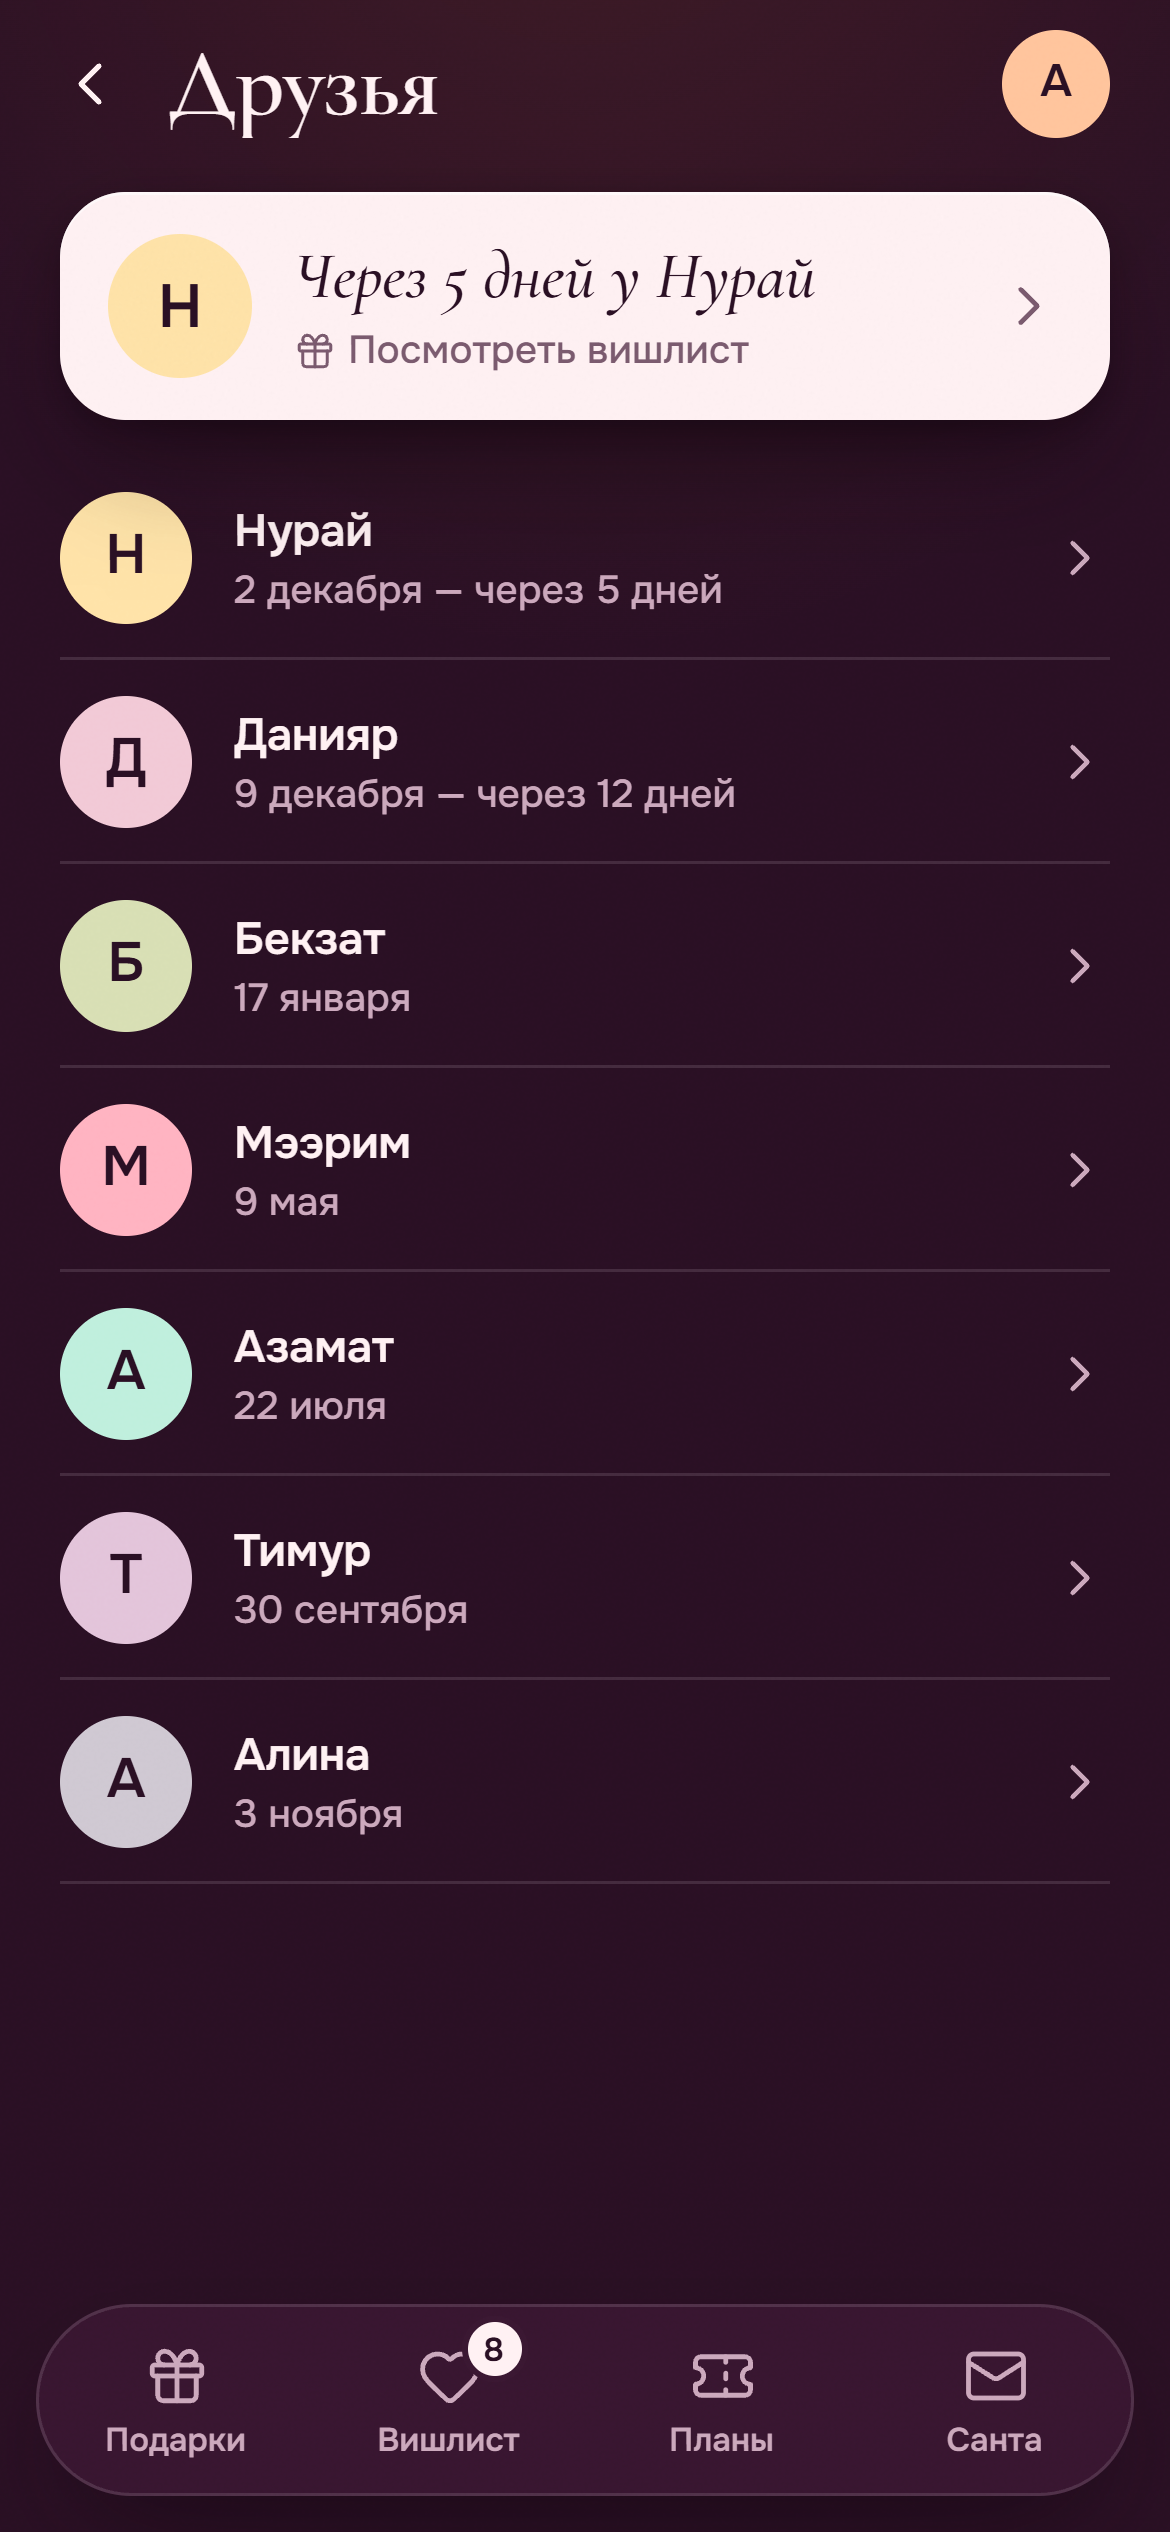 Друзья
А
Н
Через 5 дней у Нурай
Посмотреть вишлист
Н
Нурай
2 декабря — через 5 дней
Д
Данияр
9 декабря — через 12 дней
Б
Бекзат
17 января
М
Мээрим
9 мая
А
Азамат
22 июля
Т
Тимур
30 сентября
А
Алина
3 ноября
8
Подарки
Вишлист
Планы
Санта